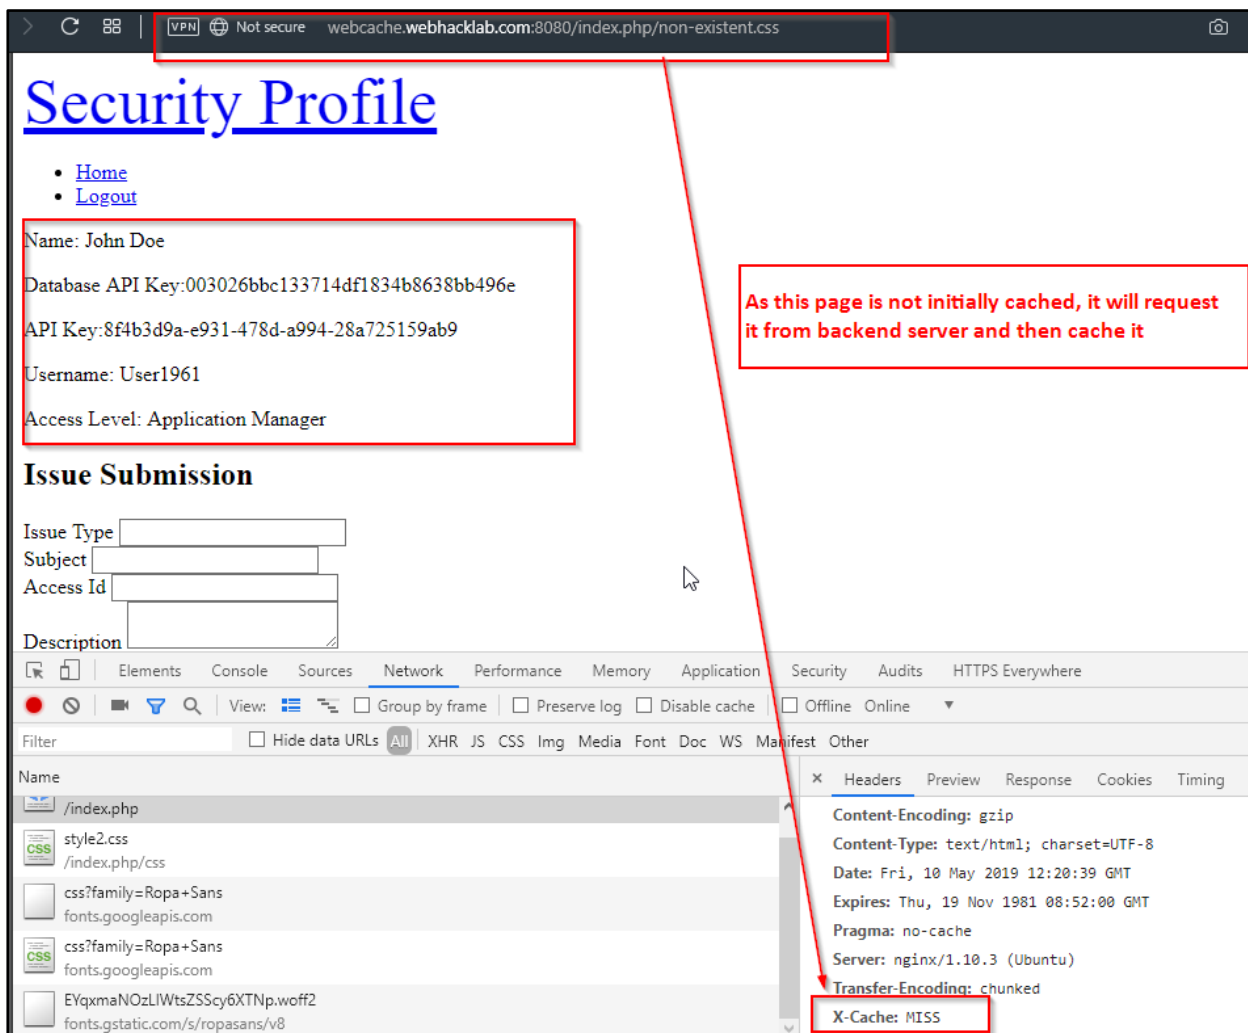 VPN Not secure webcache.webhacklab.com:8080/index.php/non-existent.css
Security Profile
Home
Logout
Name: John Doe
Database API Key:003026bbc133714df1834b8638bb496e
API Key:8f4b3d9a-e931-478d-a994-28a725159ab9
Username: User1961
Access Level: Application Manager
As this page is not initially cached, it will request
it from backend server and then cache it
Issue Submission
Issue Type
Subject
Access Id
Description
Elements Console Sources Network Performance Memory Application Security Audits HTTPS Everywhere
View: Group by frame Preserve log Disable cache Offline Online
Filter Hide data URLs All XHR JS CSS Img Media Font Doc WS Manifest Other
Name
/index.php
style2.css
/index.php/css
css?family=Ropa+Sans
fonts.googleapis.com
css?family=Ropa+Sans
fonts.googleapis.com
EYqxmaNOzLlWtsZSScy6XTNp.woff2
fonts.gstatic.com/s/ropasans/v8
× Headers Preview Response Cookies Timing
Content-Encoding: gzip
Content-Type: text/html; charset=UTF-8
Date: Fri, 10 May 2019 12:20:39 GMT
Expires: Thu, 19 Nov 1981 08:52:00 GMT
Pragma: no-cache
Server: nginx/1.10.3 (Ubuntu)
Transfer-Encoding: chunked
X-Cache: MISS